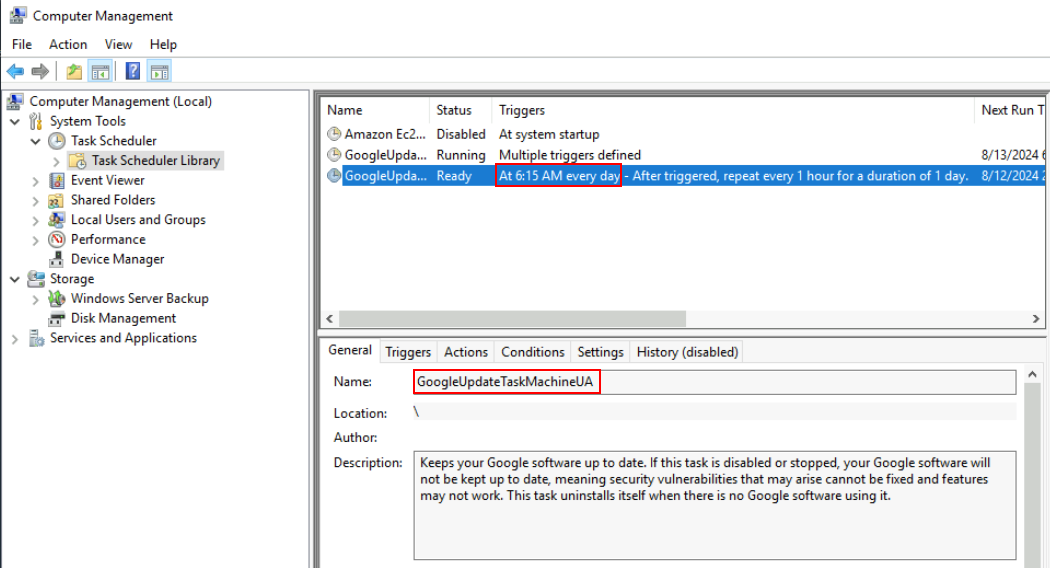 Computer Management
File Action View Help
Computer Management (Local)
System Tools
Task Scheduler
Task Scheduler Library
Event Viewer
Shared Folders
Local Users and Groups
Performance
Device Manager
Storage
Windows Server Backup
Disk Management
Services and Applications
Name Status Triggers Next Run T
Amazon Ec2... Disabled At system startup
GoogleUpda... Running Multiple triggers defined 8/13/2024 6
GoogleUpda... Ready At 6:15 AM every day - After triggered, repeat every 1 hour for a duration of 1 day. 8/12/2024 2
General Triggers Actions Conditions Settings History (disabled)
Name: GoogleUpdateTaskMachineUA
Location: \
Author:
Description: Keeps your Google software up to date. If this task is disabled or stopped, your Google software will
not be kept up to date, meaning security vulnerabilities that may arise cannot be fixed and features
may not work. This task uninstalls itself when there is no Google software using it.